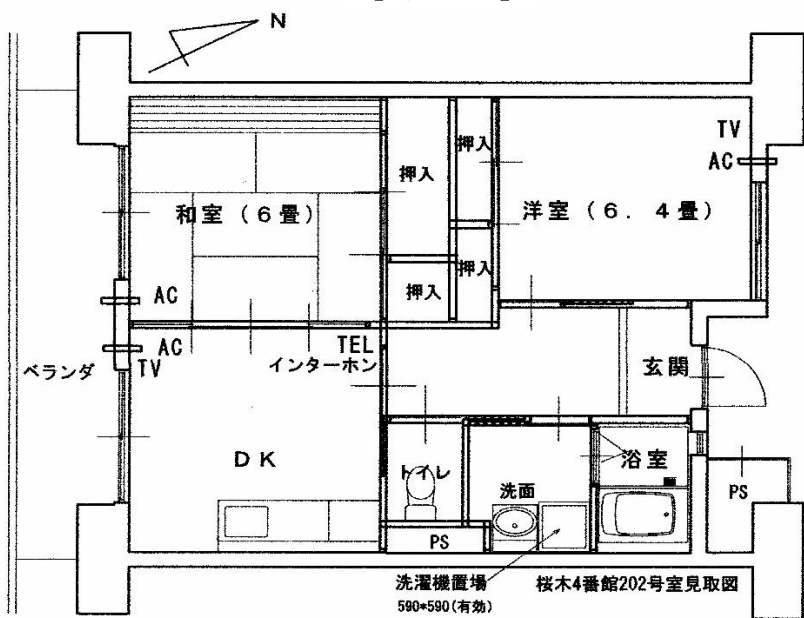 N
TV
AC
押入
押入
和室（６畳）
洋室（６．４畳）
押入
押入
AC
AC
TV
TEL
インターホン
ベランダ
玄関
DK
トイレ
洗面
浴室
PS
PS
洗濯機置場
590*590(有効)
桜木4番館202号室見取図